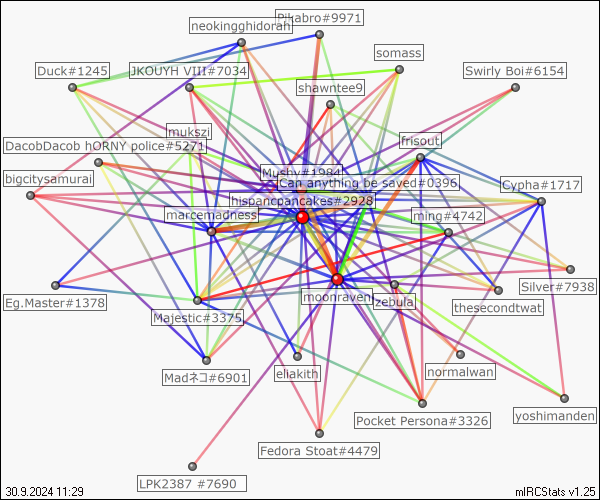 Pikabro#9971
neokingghidorah
somass
Duck#1245
JKOUYH VIII#7034
Swirly Boi#6154
shawntee9
mukszi
DacobDacob hORNY police#5271
frisout
Mushy#1984
bigcitysamurai
Can anything be saved#0396
Cypha#1717
hispancpancakes#2928
marcemadness
ming#4742
Eg.Master#1378
Majestic#3375
moonraven
zebula
thesecondtwat
Silver#7938
Madネコ#6901
eliakith
normalwan
Pocket Persona#3326
yoshimanden
Fedora Stoat#4479
LPK2387 #7690
30.9.2024 11:29
mIRCStats v1.25